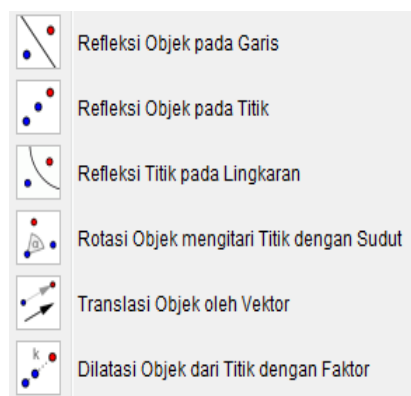 Refleksi Objek pada Garis
Refleksi Objek pada Titik
Refleksi Titik pada Lingkaran
α
Rotasi Objek mengitari Titik dengan Sudut
Translasi Objek oleh Vektor
k
Dilatasi Objek dari Titik dengan Faktor